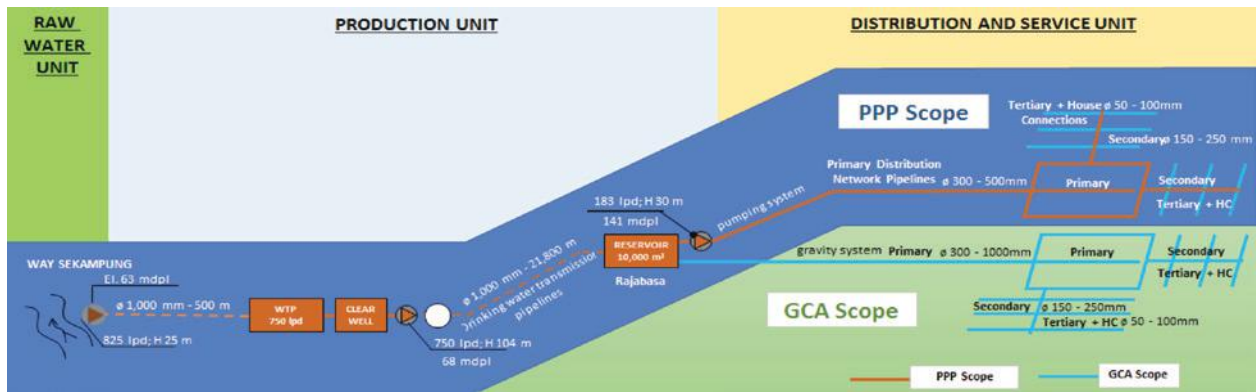 RAW
WATER
UNIT
PRODUCTION UNIT
DISTRIBUTION AND SERVICE UNIT
PPP Scope
Tertiary + House ø 50 - 100mm
Connections
Secondary ø 150 - 250 mm
Primary Distribution
Network Pipelines ø 300 - 500mm
Primary
Secondary
Tertiary + HC
183 lpd; H 30 m
141 mdpl
pumping system
RESERVOIR
10,000 m³
Rajabasa
gravity system Primary ø 300 - 1000mm
Primary
Secondary
Tertiary + HC
WAY SEKAMPUNG
El. 63 mdpl
ø 1,000 mm - 500 m
825 lpd; H 25 m
WTP
750 lpd
CLEAR
WELL
750 lpd; H 104 m
68 mdpl
ø 1,000 mm - 21,800 m
Drinking water transmission
pipelines
GCA Scope
Secondary ø 150 - 250mm
Tertiary + HC ø 50 - 100mm
PPP Scope
GCA Scope